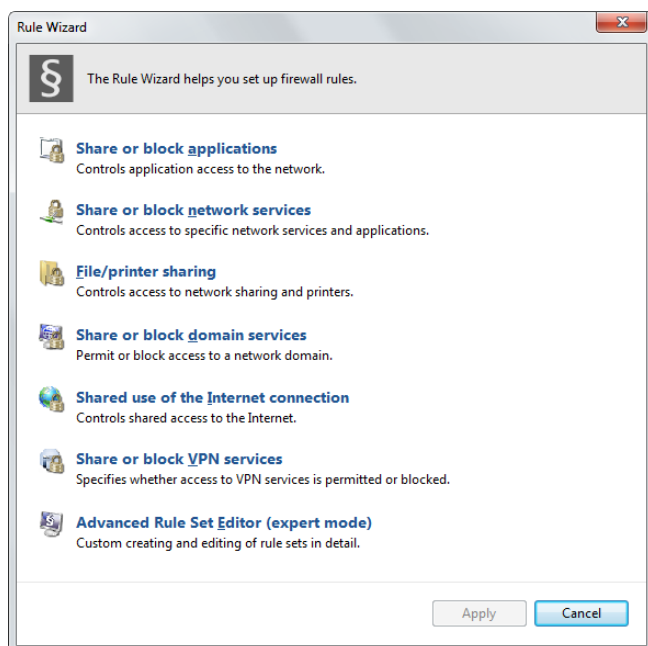 Rule Wizard
§
The Rule Wizard helps you set up firewall rules.
Share or block applications
Controls application access to the network.
Share or block network services
Controls access to specific network services and applications.
File/printer sharing
Controls access to network sharing and printers.
Share or block domain services
Permit or block access to a network domain.
Shared use of the Internet connection
Controls shared access to the Internet.
Share or block VPN services
Specifies whether access to VPN services is permitted or blocked.
Advanced Rule Set Editor (expert mode)
Custom creating and editing of rule sets in detail.
Apply Cancel